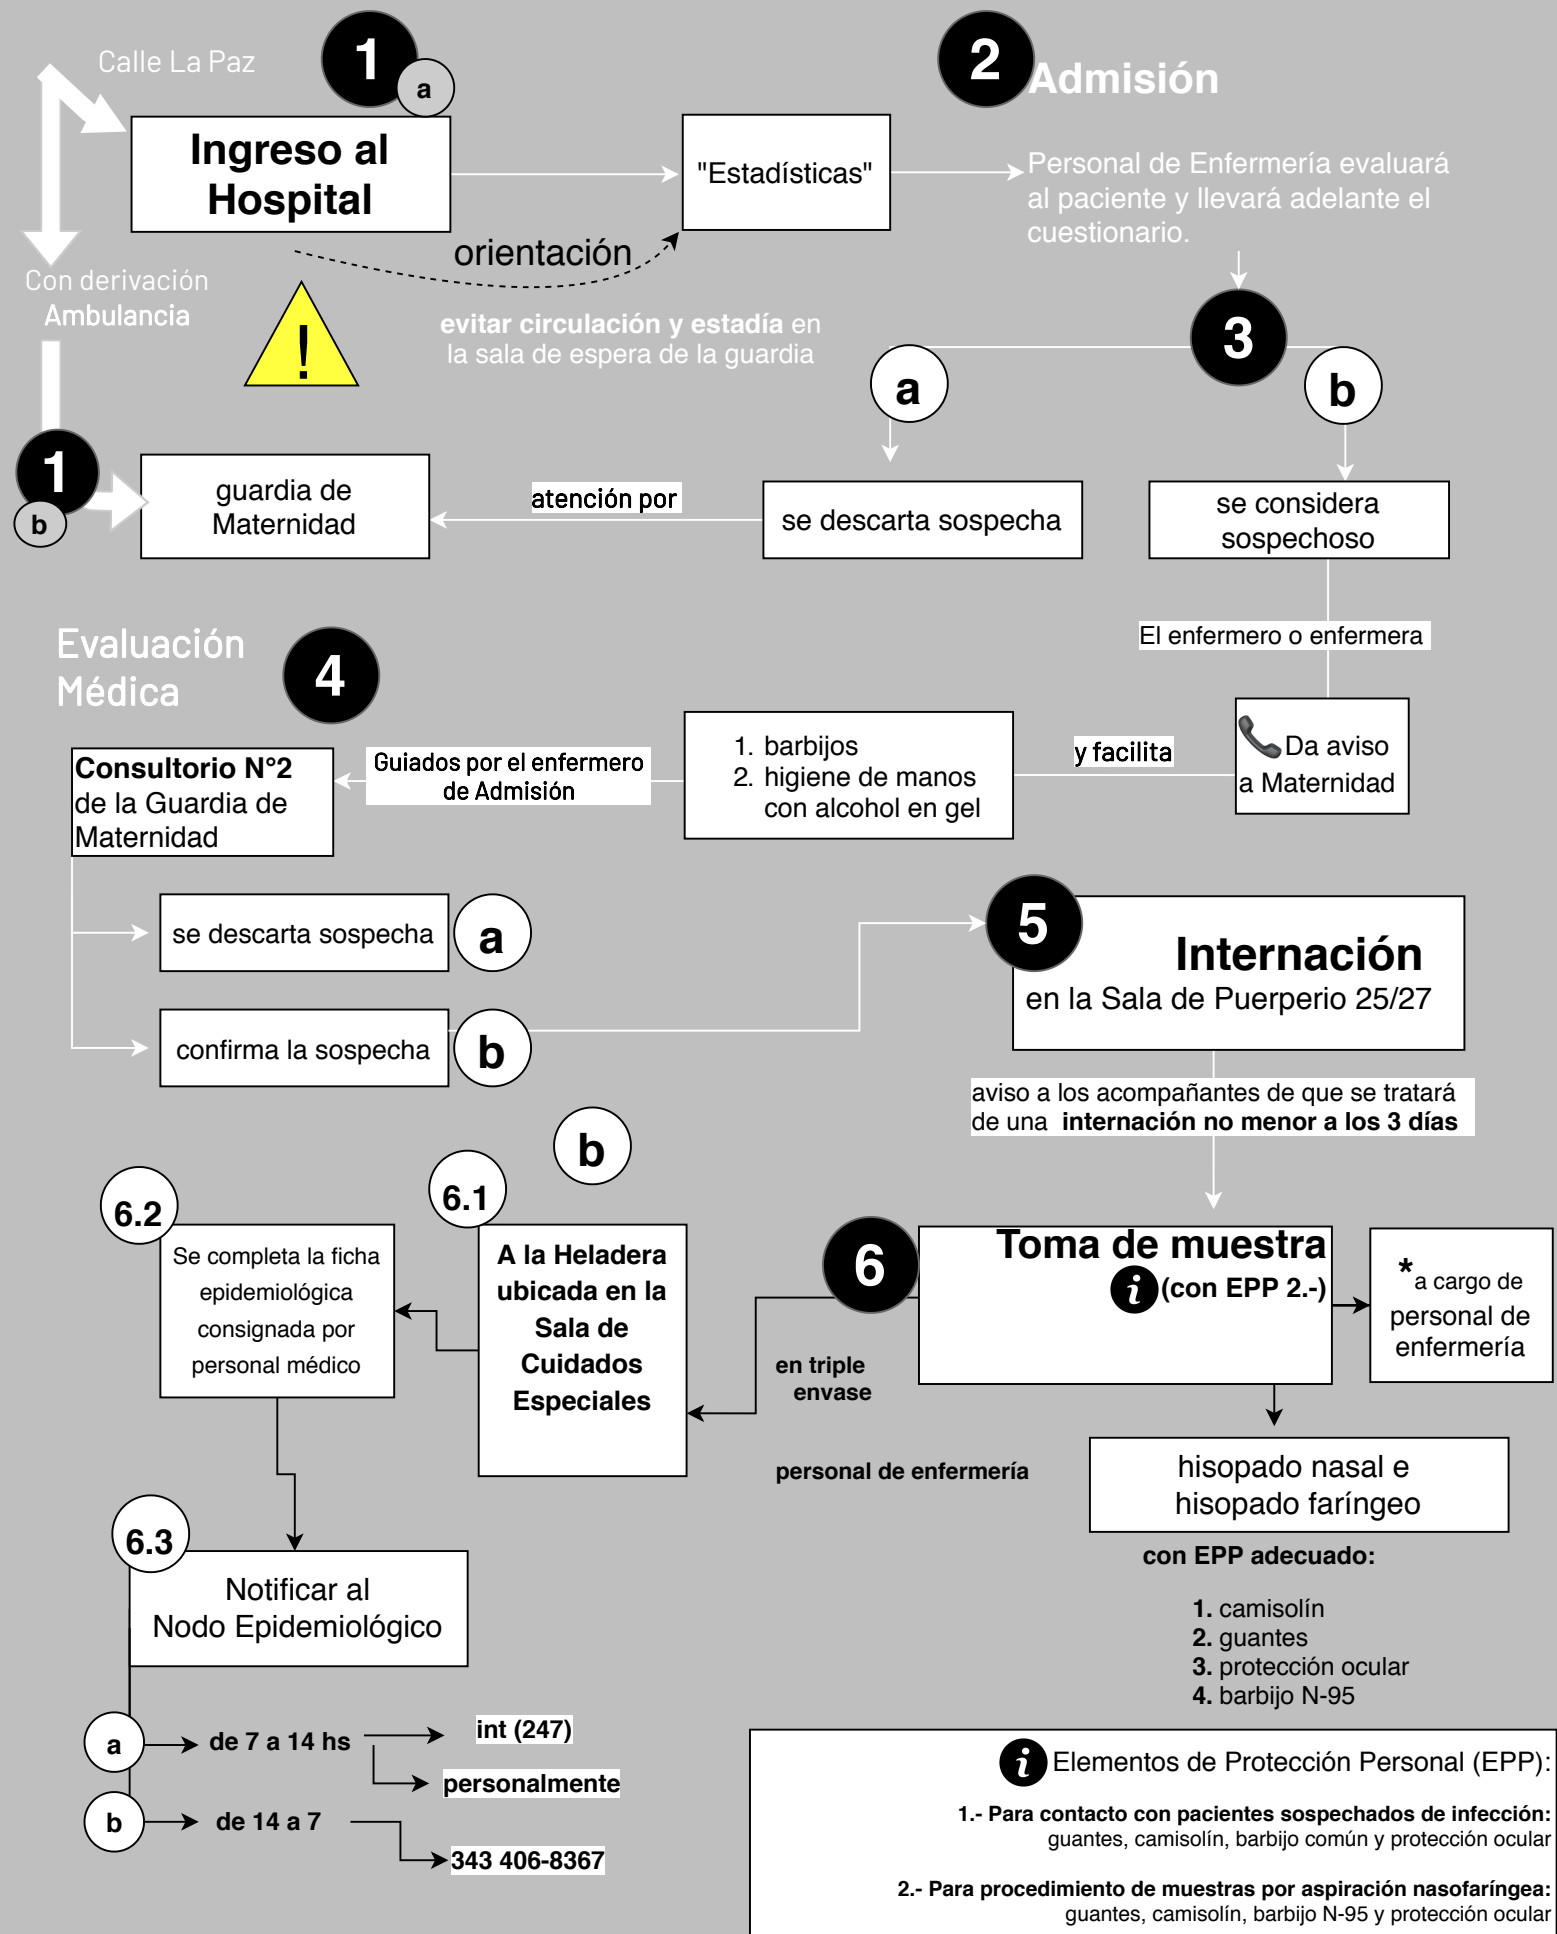 Calle La Paz
1
a
Ingreso al
Hospital
"Estadísticas"
2
Admisión
Personal de Enfermería evaluará
al paciente y llevará adelante el
cuestionario.
orientación
Con derivación
Ambulancia
!
evitar circulación y estadía en
la sala de espera de la guardia
3
a
b
1
b
guardia de
Maternidad
atención por
se descarta sospecha
se considera
sospechoso
El enfermero o enfermera
Evaluación
Médica
4
Da aviso
a Maternidad
y facilita
1. barbijos
2. higiene de manos
con alcohol en gel
Guiados por el enfermero
de Admisión
Consultorio N°2
de la Guardia de
Maternidad
se descarta sospecha
a
confirma la sospecha
b
5
Internación
en la Sala de Puerperio 25/27
aviso a los acompañantes de que se tratará
de una internación no menor a los 3 días
b
6
Toma de muestra
i (con EPP 2.-)
*a cargo de
personal de
enfermería
en triple
envase
personal de enfermería
hisopado nasal e
hisopado faríngeo
con EPP adecuado:
1. camisolín
2. guantes
3. protección ocular
4. barbijo N-95
6.1
A la Heladera
ubicada en la
Sala de
Cuidados
Especiales
6.2
Se completa la ficha
epidemiológica
consignada por
personal médico
6.3
Notificar al
Nodo Epidemiológico
a
de 7 a 14 hs
int (247)
personalmente
b
de 14 a 7
343 406-8367
i Elementos de Protección Personal (EPP):
1.- Para contacto con pacientes sospechados de infección:
guantes, camisolín, barbijo común y protección ocular
2.- Para procedimiento de muestras por aspiración nasofaríngea:
guantes, camisolín, barbijo N-95 y protección ocular